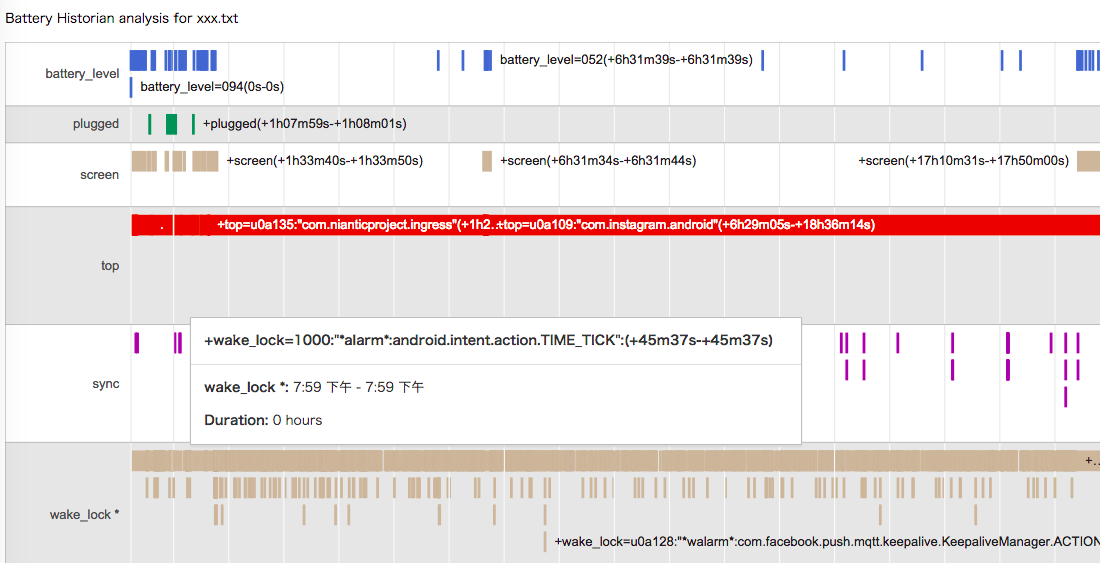 Battery Historian analysis for xxx.txt
battery_level
battery_level=052(+6h31m39s-+6h31m39s)
battery_level=094(0s-0s)
plugged
+plugged(+1h07m59s-+1h08m01s)
screen
+screen(+1h33m40s-+1h33m50s)
+screen(+6h31m34s-+6h31m44s)
+screen(+17h10m31s-+17h50m00s)
top
. +top=u0a135:"com.nianticproject.ingress"(+1h2..
+top=u0a109:"com.instagram.android"(+6h29m05s-+18h36m14s)
sync
+wake_lock=1000:"*alarm*:android.intent.action.TIME_TICK":(+45m37s-+45m37s)
wake_lock *: 7:59 下午 - 7:59 下午
Duration: 0 hours
wake_lock *
+..
+wake_lock=u0a128:"*walarm*:com.facebook.push.mqtt.keepalive.KeepaliveManager.ACTION